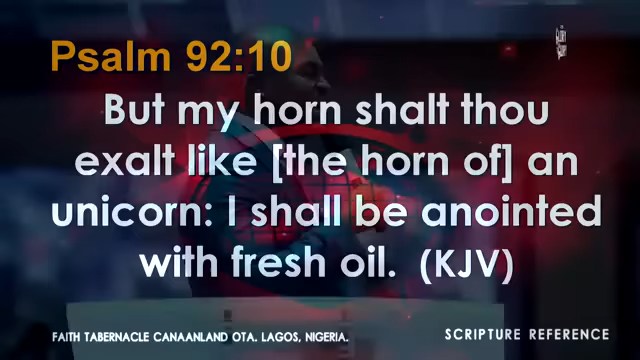 Psalm 92:10
But my horn shalt thou
exalt like [the horn of] an
unicorn: I shall be anointed
with fresh oil. (KJV)
FAITH TABERNACLE CANAANLAND OTA. LAGOS, NIGERIA.
SCRIPTURE REFERENCE